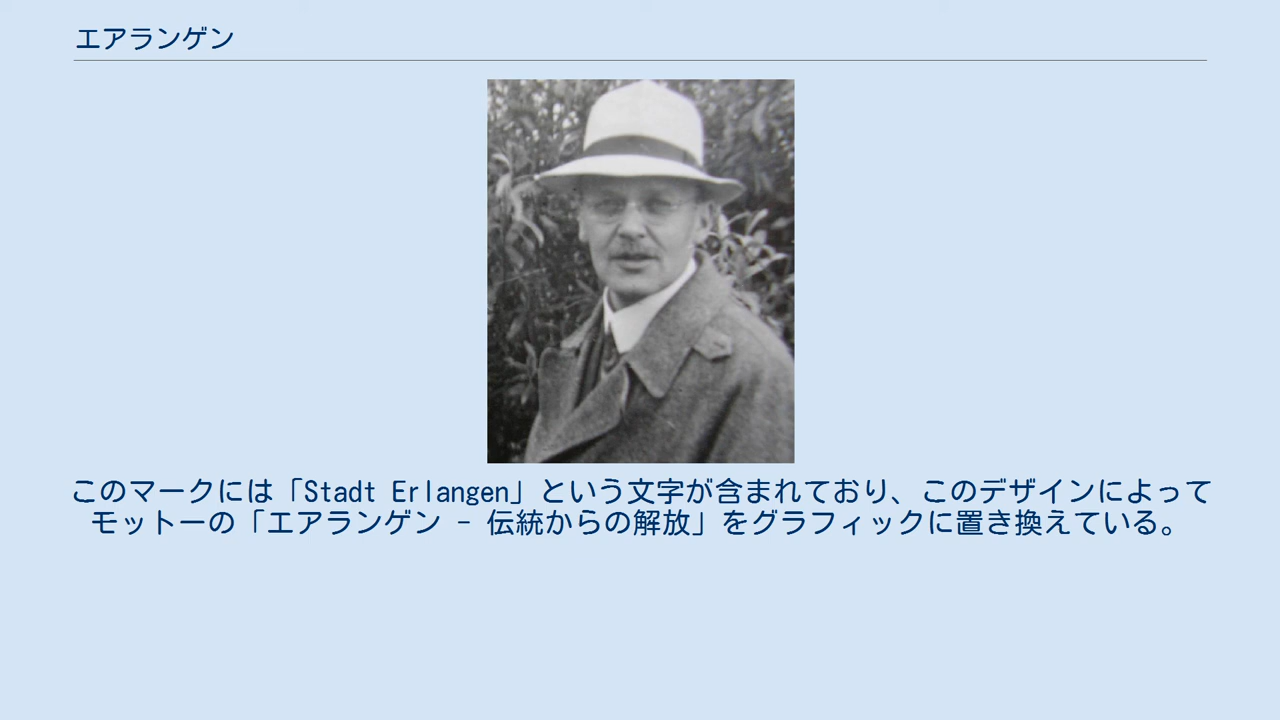 エアランゲン
このマークには「Stadt Erlangen」という文字が含まれており、このデザインによって
モットーの「エアランゲン - 伝統からの解放」をグラフィックに置き換えている。